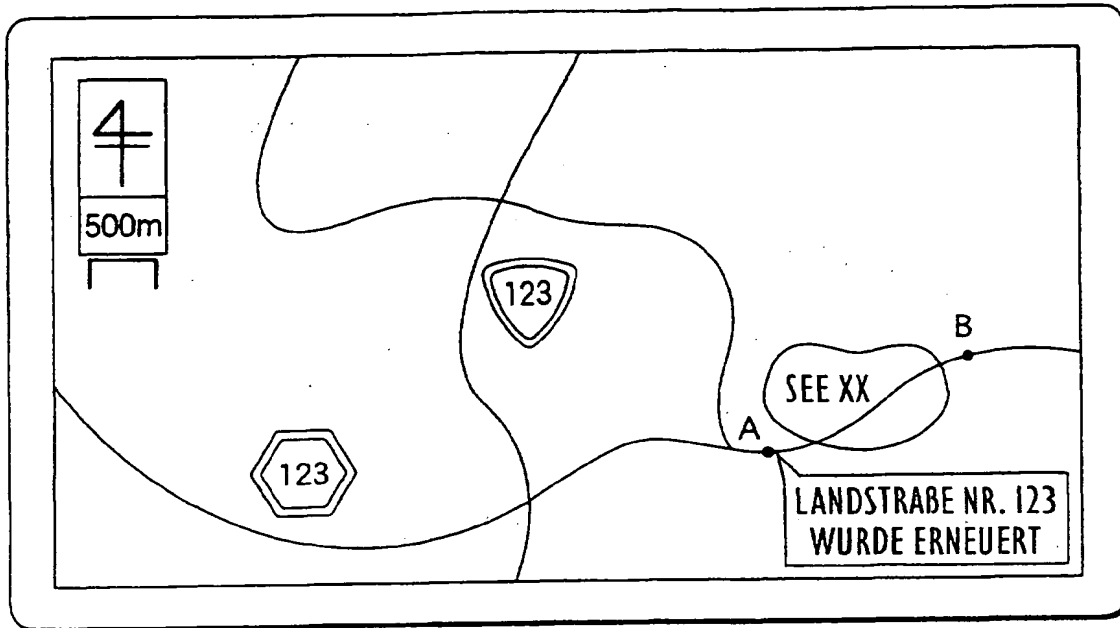 500m
123
B
SEE XX
A
123
LANDSTRAßE NR. 123
WURDE ERNEUERT